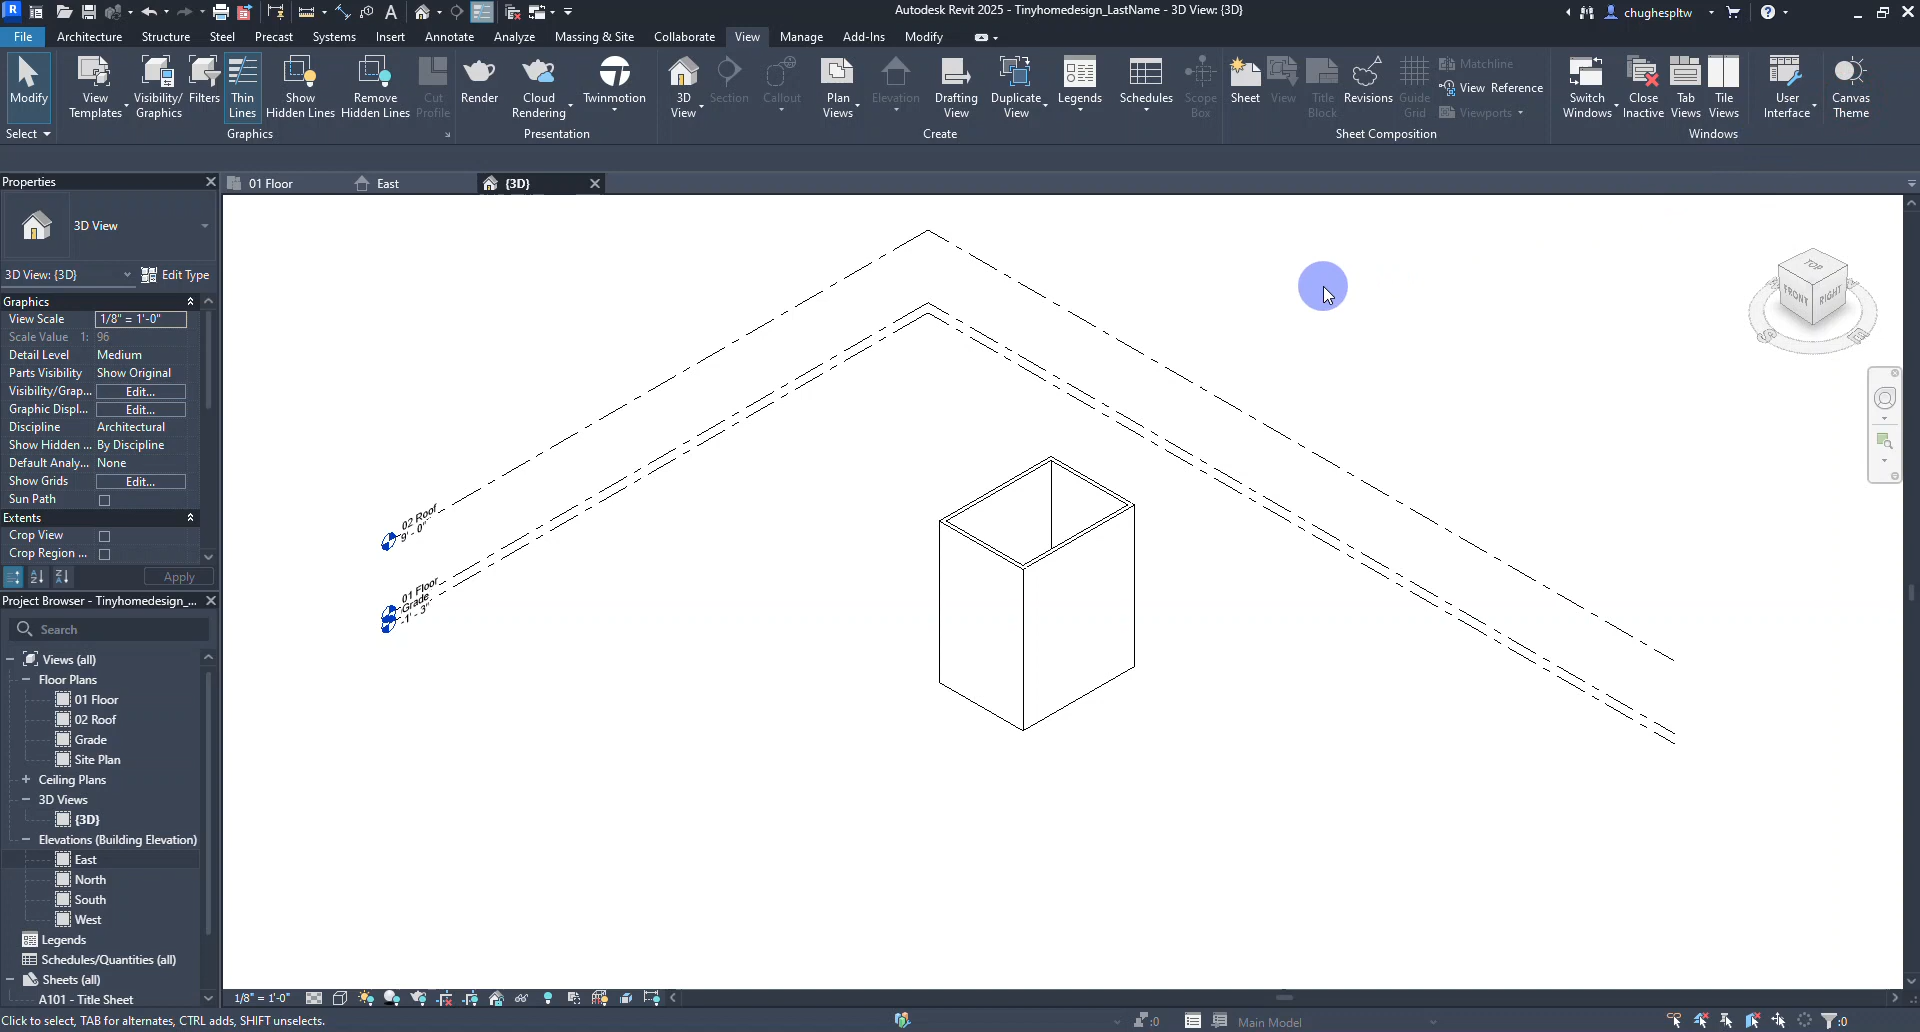 Autodesk Revit 2025 - Tinyhomedesign_LastName - 3D View: {3D}
chughespltw
File Architecture Structure Steel Precast Systems Insert Annotate Analyze Massing & Site Collaborate View Manage Add-Ins Modify
Modify
View Templates
Visibility/ Graphics
Filters
Thin Lines
Show Hidden Lines
Remove Hidden Lines
Cut Profile
Render
Cloud Rendering
Twinmotion
3D View
Section
Callout
Plan Views
Elevation
Drafting View
Duplicate View
Legends
Schedules
Scope Box
Sheet
View
Title Block
Revisions
Guide Grid
Matchline
View Reference
Viewports
Switch Windows
Close Inactive
Tab Views
Tile Views
User Interface
Canvas Theme
Select Graphics Presentation Create Sheet Composition Windows
Properties
01 Floor East {3D}
3D View
3D View: {3D} Edit Type
Graphics
View Scale 1/8" = 1'-0"
Scale Value 1: 96
Detail Level Medium
Parts Visibility Show Original
Visibility/Grap... Edit...
Graphic Displ... Edit...
Discipline Architectural
Show Hidden ... By Discipline
Default Analy... None
Show Grids Edit...
Sun Path
Extents
Crop View
Crop Region ...
Apply
Project Browser - Tinyhomedesign_...
Search
Views (all)
Floor Plans
01 Floor
02 Roof
Grade
Site Plan
Ceiling Plans
3D Views
{3D}
Elevations (Building Elevation)
East
North
South
West
Legends
Schedules/Quantities (all)
Sheets (all)
A101 - Title Sheet
02 Roof
9' - 0"
01 Floor
Grade
-1' - 3"
TOP
FRONT
RIGHT
S
E
1/8" = 1'-0"
Click to select, TAB for alternates, CTRL adds, SHIFT unselects.
:0
Main Model
:0